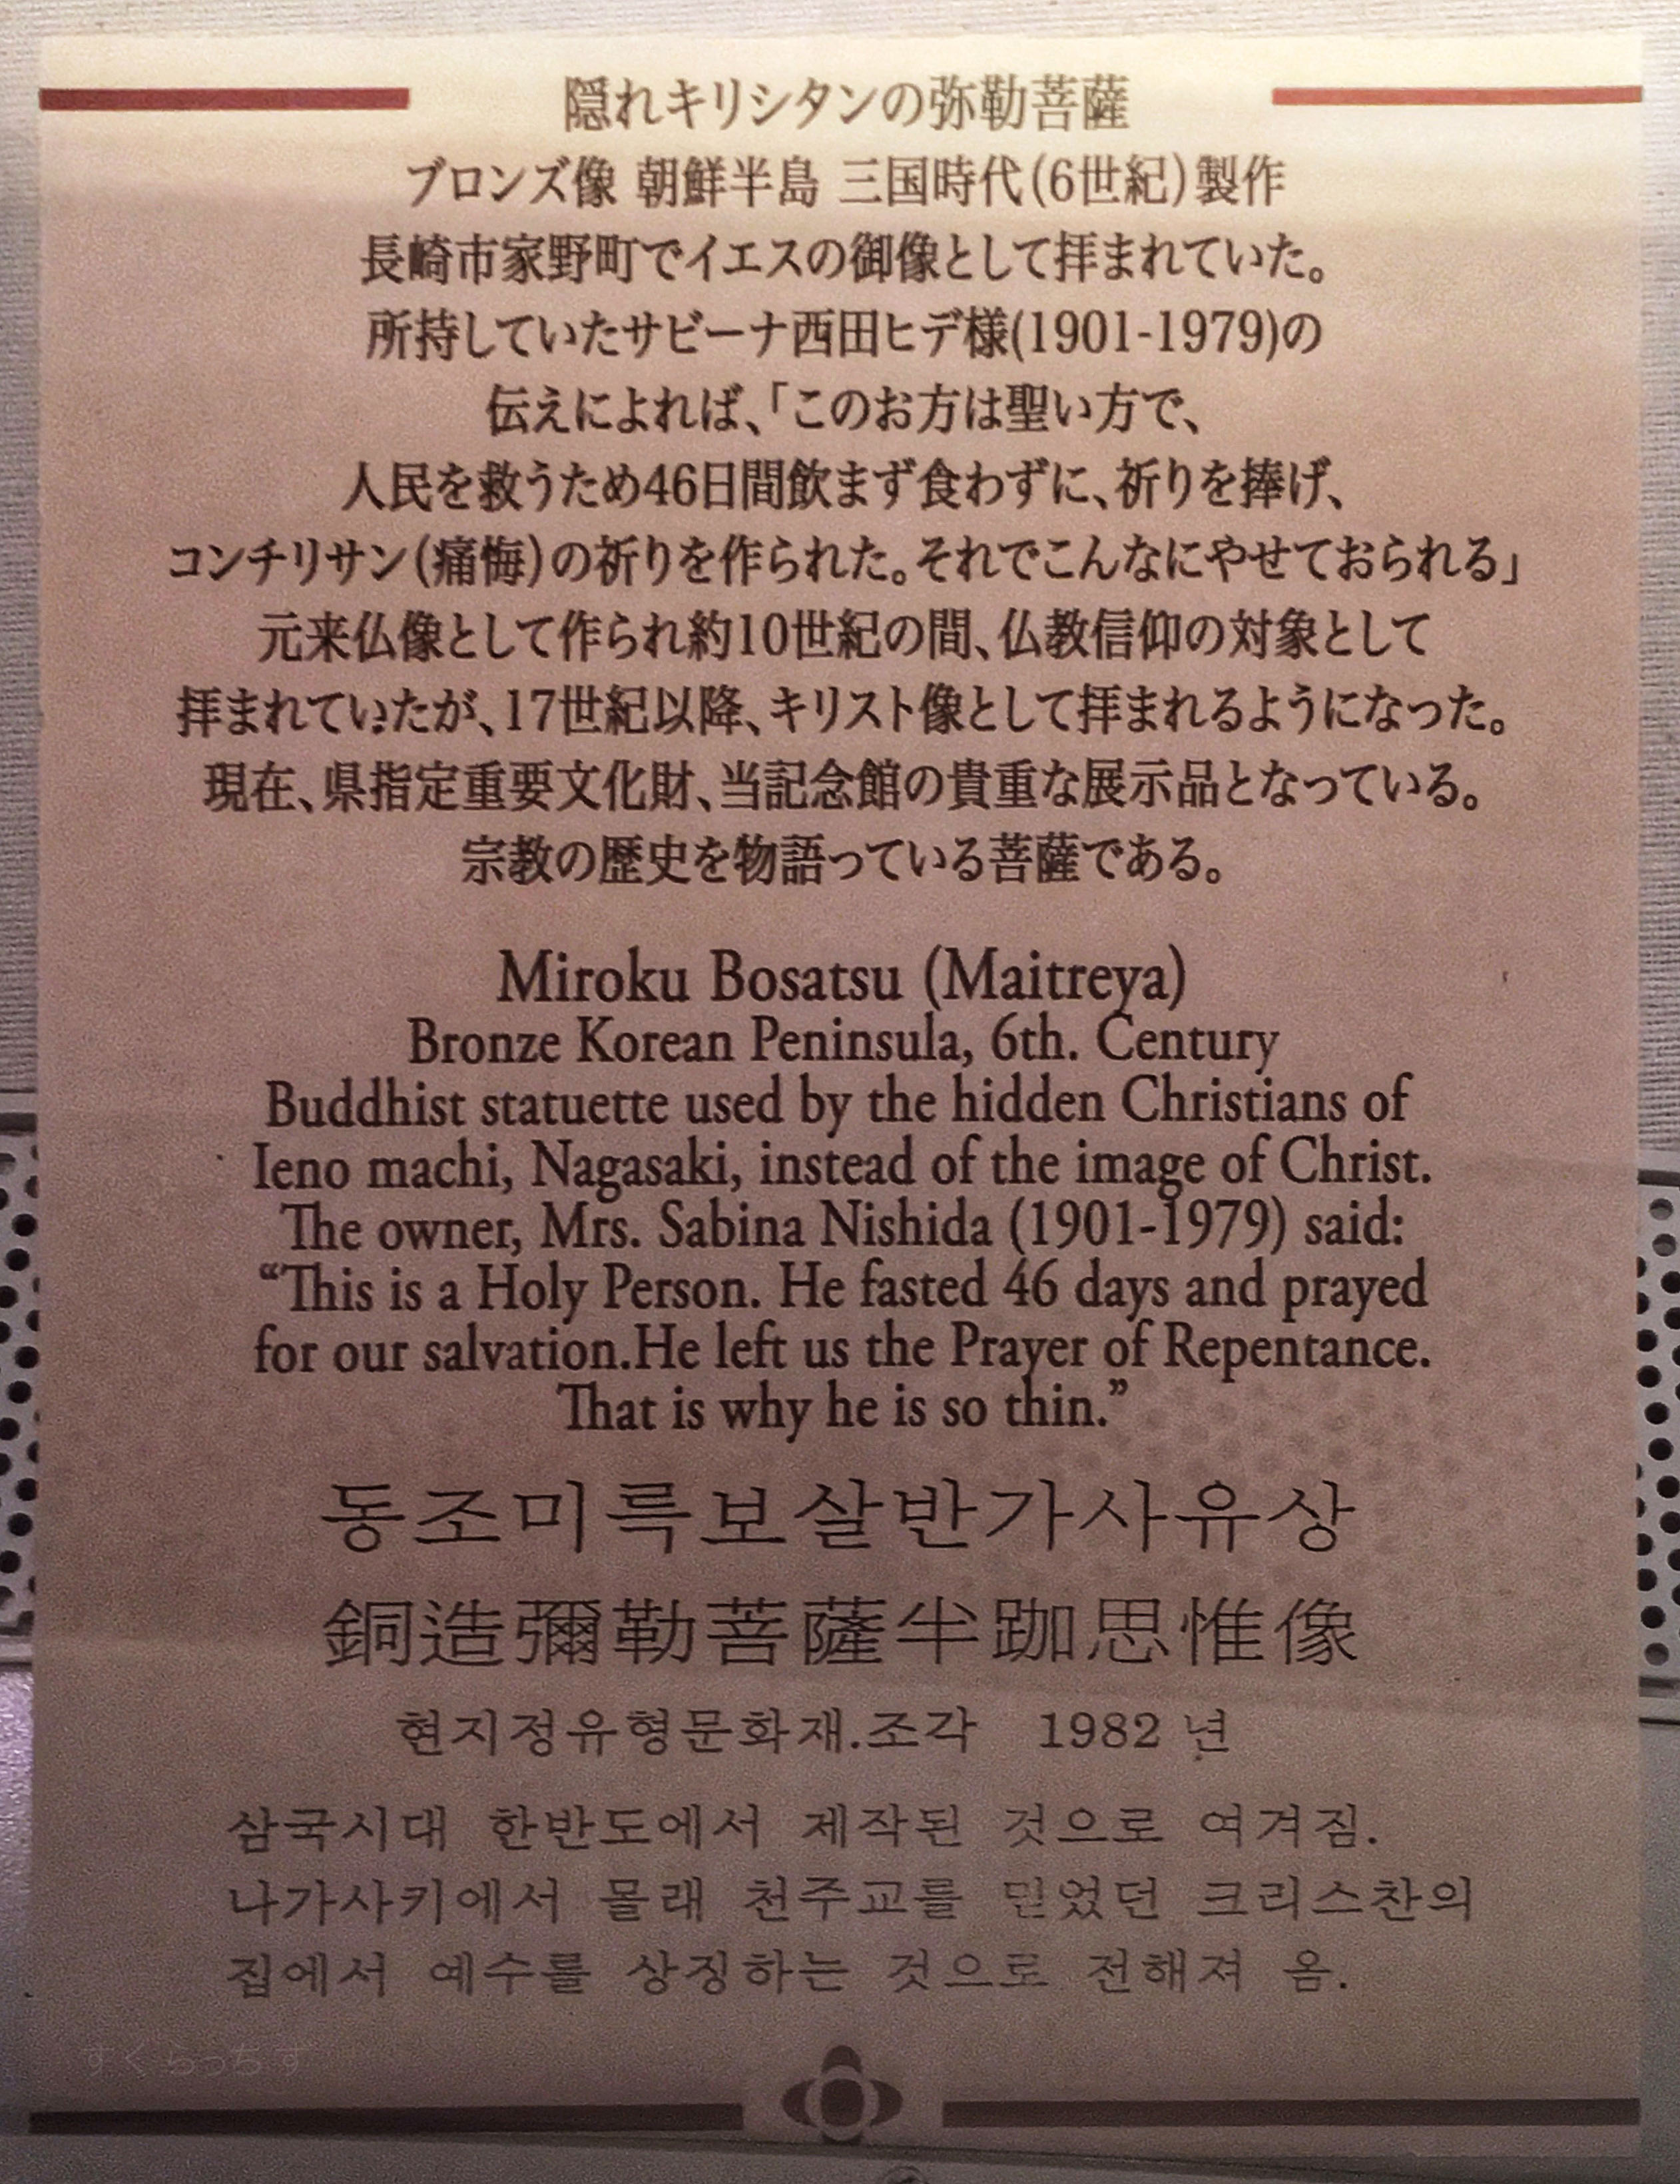 隠れキリシタンの弥勒菩薩
ブロンズ像 朝鮮半島 三国時代(6世紀)製作
長崎市家野町でイエスの御像として拝まれていた。
所持していたサビーナ西田ヒデ様(1901-1979)の
伝えによれば、「このお方は聖い方で、
人民を救うため46日間飲まず食わずに、祈りを捧げ、
コンチリサン(痛悔)の祈りを作られた。それでこんなにやせておられる」
元来仏像として作られ約10世紀の間、仏教信仰の対象として
拝まれていたが、17世紀以降、キリスト像として拝まれるようになった。
現在、県指定重要文化財、当記念館の貴重な展示品となっている。
宗教の歴史を物語っている菩薩である。
Miroku Bosatsu (Maitreya)
Bronze Korean Peninsula, 6th. Century
Buddhist statuette used by the hidden Christians of
Ieno machi, Nagasaki, instead of the image of Christ.
The owner, Mrs. Sabina Nishida (1901-1979) said:
“This is a Holy Person. He fasted 46 days and prayed
for our salvation.He left us the Prayer of Repentance.
That is why he is so thin.”
동조미륵보살반가사유상
銅造彌勒菩薩半跏思惟像
현지정유형문화재.조각 1982 년
삼국시대 한반도에서 제작된 것으로 여겨짐.
나가사키에서 몰래 천주교를 믿었던 크리스찬의
집에서 예수를 상징하는 것으로 전해져 옴.
すくらっちず